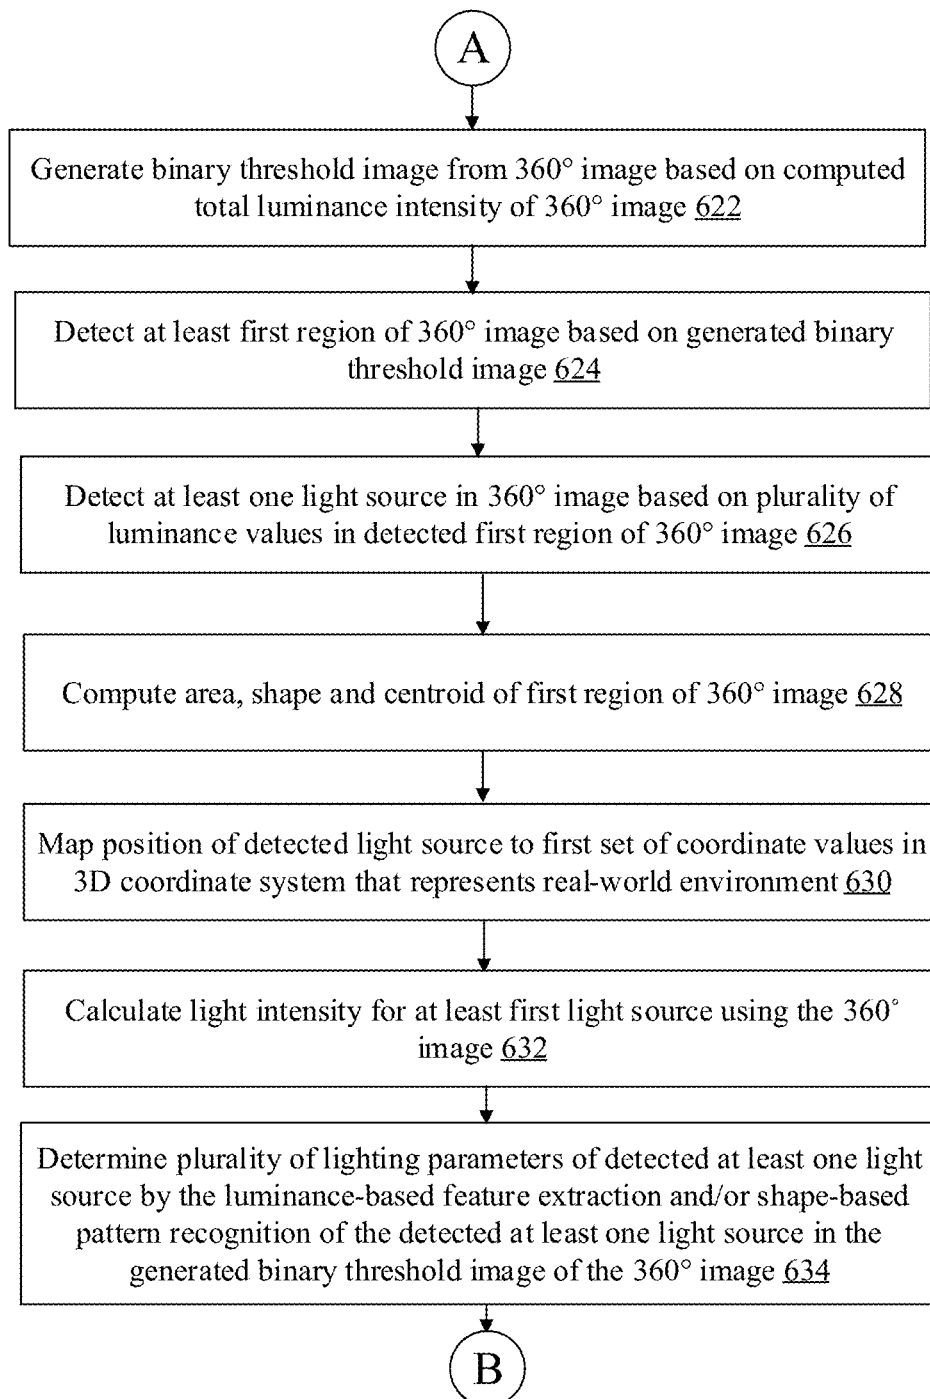 A
Generate binary threshold image from 360° image based on computed
total luminance intensity of 360° image 622
Detect at least first region of 360° image based on generated binary
threshold image 624
Detect at least one light source in 360° image based on plurality of
luminance values in detected first region of 360° image 626
Compute area, shape and centroid of first region of 360° image 628
Map position of detected light source to first set of coordinate values in
3D coordinate system that represents real-world environment 630
Calculate light intensity for at least first light source using the 360°
image 632
Determine plurality of lighting parameters of detected at least one light
source by the luminance-based feature extraction and/or shape-based
pattern recognition of the detected at least one light source in the
generated binary threshold image of the 360° image 634
B